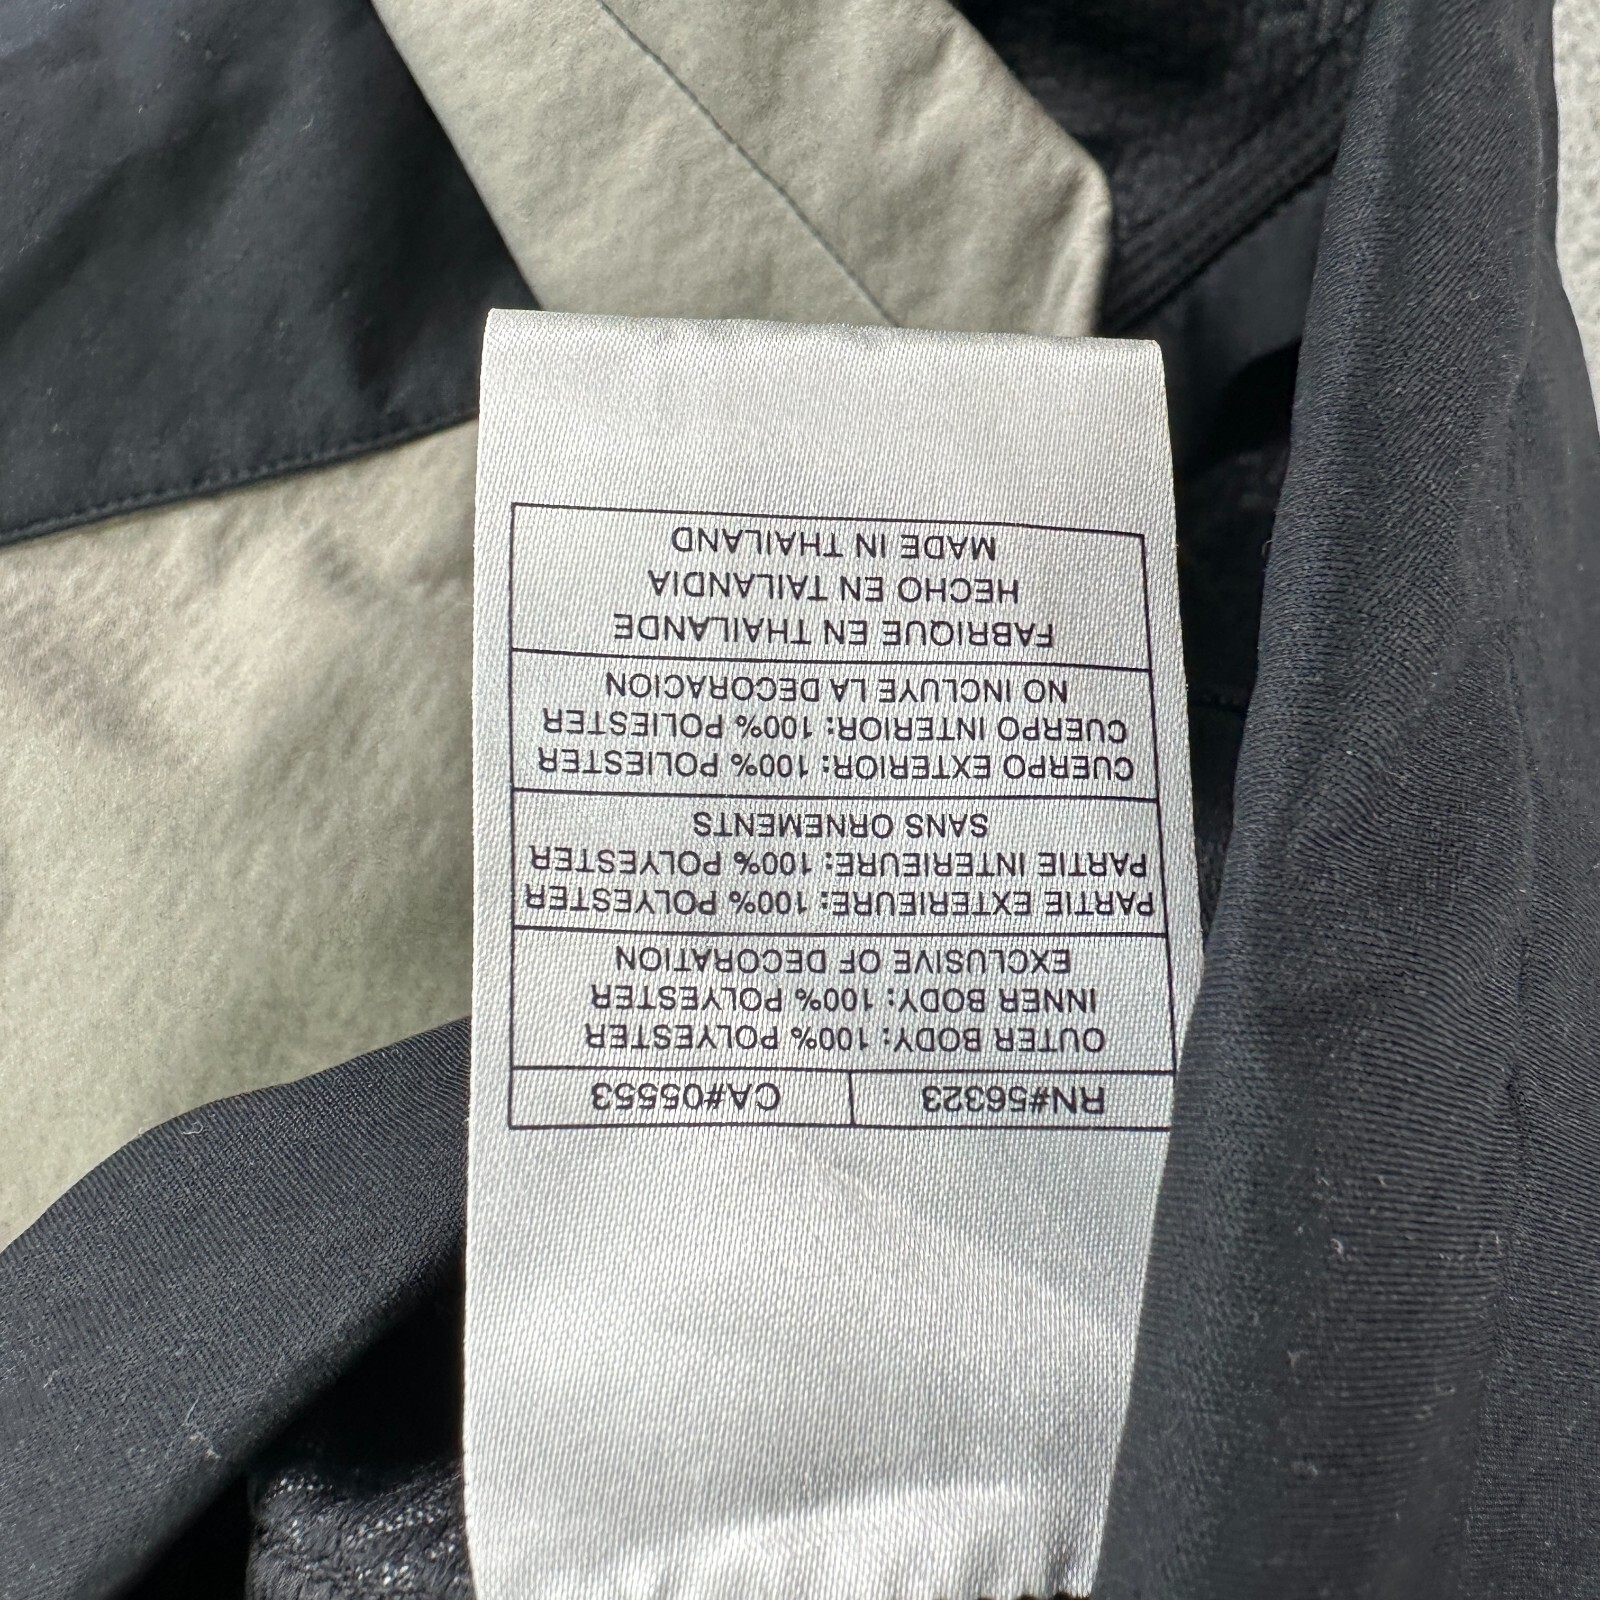 RN#56323 CA#05553
OUTER BODY: 100% POLYESTER
INNER BODY: 100% POLYESTER
EXCLUSIVE OF DECORATION
PARTIE EXTERIEURE: 100% POLYESTER
PARTIE INTERIEURE: 100% POLYESTER
SANS ORNEMENTS
CUERPO EXTERIOR: 100% POLIESTER
CUERPO INTERIOR: 100% POLIESTER
NO INCLUYE LA DECORACION
FABRIQUE EN THAILANDE
HECHO EN TAILANDIA
MADE IN THAILAND